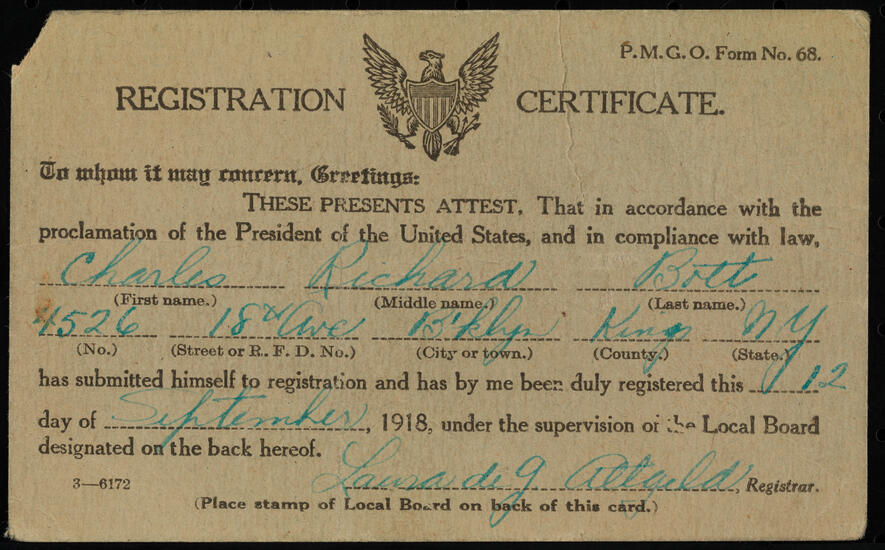 P.M.G.O. Form No. 68.
REGISTRATION CERTIFICATE.
To whom it may concern, Greetings:
THESE PRESENTS ATTEST, That in accordance with the
proclamation of the President of the United States, and in compliance with law,
Charles Richard Bott
(First name.) (Middle name.) (Last name.)
4526 18th Ave B'klyn Kings NY
(No.) (Street or R. F. D. No.) (City or town.) (County.) (State.)
has submitted himself to registration and has by me been duly registered this 12
day of September, 1918, under the supervision of the Local Board
designated on the back hereof.
Laura de G Altgeld, Registrar.
3—6172
(Place stamp of Local Board on back of this card.)